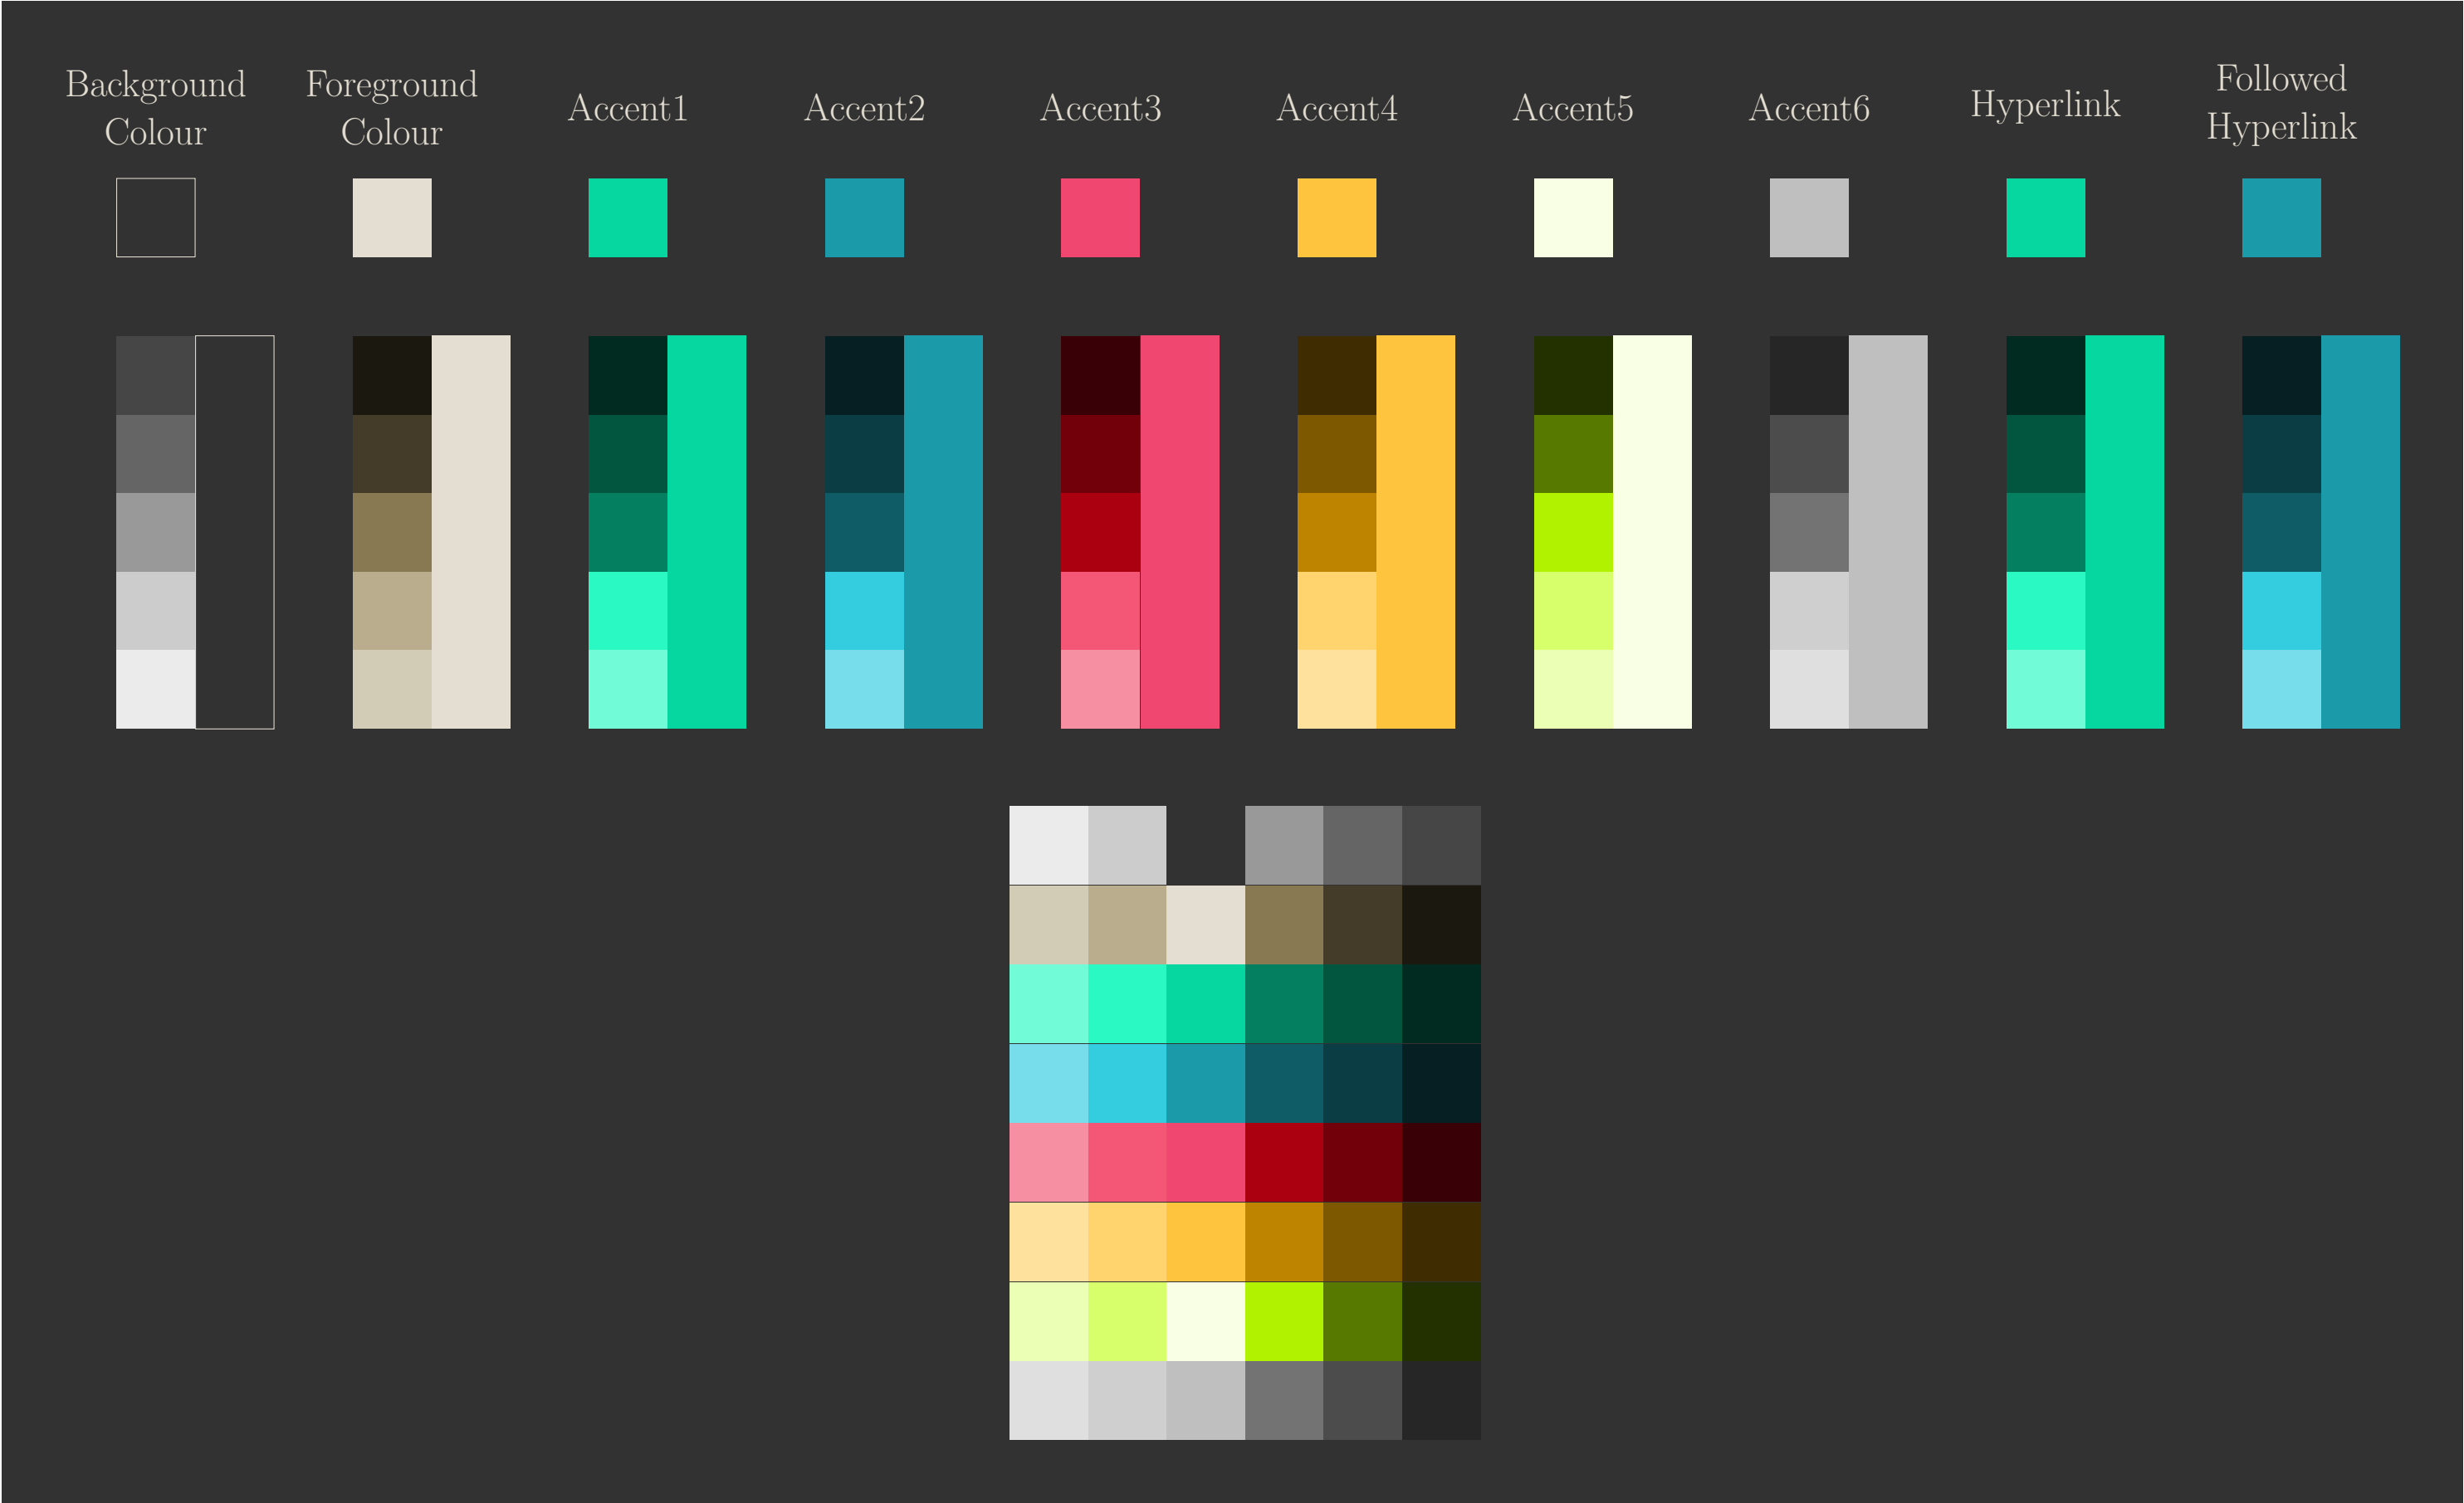 Background
Colour
Foreground
Colour
Accent1
Accent2
Accent3
Accent4
Accent5
Accent6
Hyperlink
Followed
Hyperlink